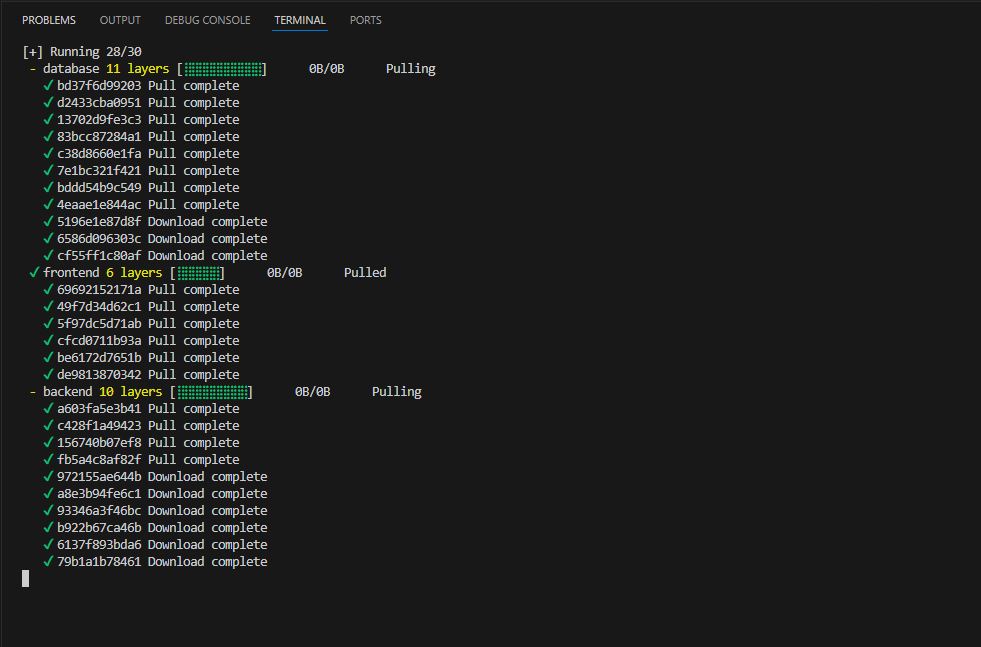 PROBLEMS OUTPUT DEBUG CONSOLE TERMINAL PORTS
[+] Running 28/30
- database 11 layers [⣿⣿⣿⣿⣿⣿⣿⣿⣿⣿⣿] 0B/0B Pulling
✓ bd37f6d99203 Pull complete
✓ d2433cba0951 Pull complete
✓ 13702d9fe3c3 Pull complete
✓ 83bcc87284a1 Pull complete
✓ c38d8660e1fa Pull complete
✓ 7e1bc321f421 Pull complete
✓ bddd54b9c549 Pull complete
✓ 4eaae1e844ac Pull complete
✓ 5196e1e87d8f Download complete
✓ 6586d096303c Download complete
✓ cf55ff1c80af Download complete
✓ frontend 6 layers [⣿⣿⣿⣿⣿⣿] 0B/0B Pulled
✓ 69692152171a Pull complete
✓ 49f7d34d62c1 Pull complete
✓ 5f97dc5d71ab Pull complete
✓ cfcd0711b93a Pull complete
✓ be6172d7651b Pull complete
✓ de9813870342 Pull complete
- backend 10 layers [⣿⣿⣿⣿⣿⣿⣿⣿⣿⣿] 0B/0B Pulling
✓ a603fa5e3b41 Pull complete
✓ c428f1a49423 Pull complete
✓ 156740b07ef8 Pull complete
✓ fb5a4c8af82f Pull complete
✓ 972155ae644b Download complete
✓ a8e3b94fe6c1 Download complete
✓ 93346a3f46bc Download complete
✓ b922b67ca46b Download complete
✓ 6137f893bda6 Download complete
✓ 79b1a1b78461 Download complete